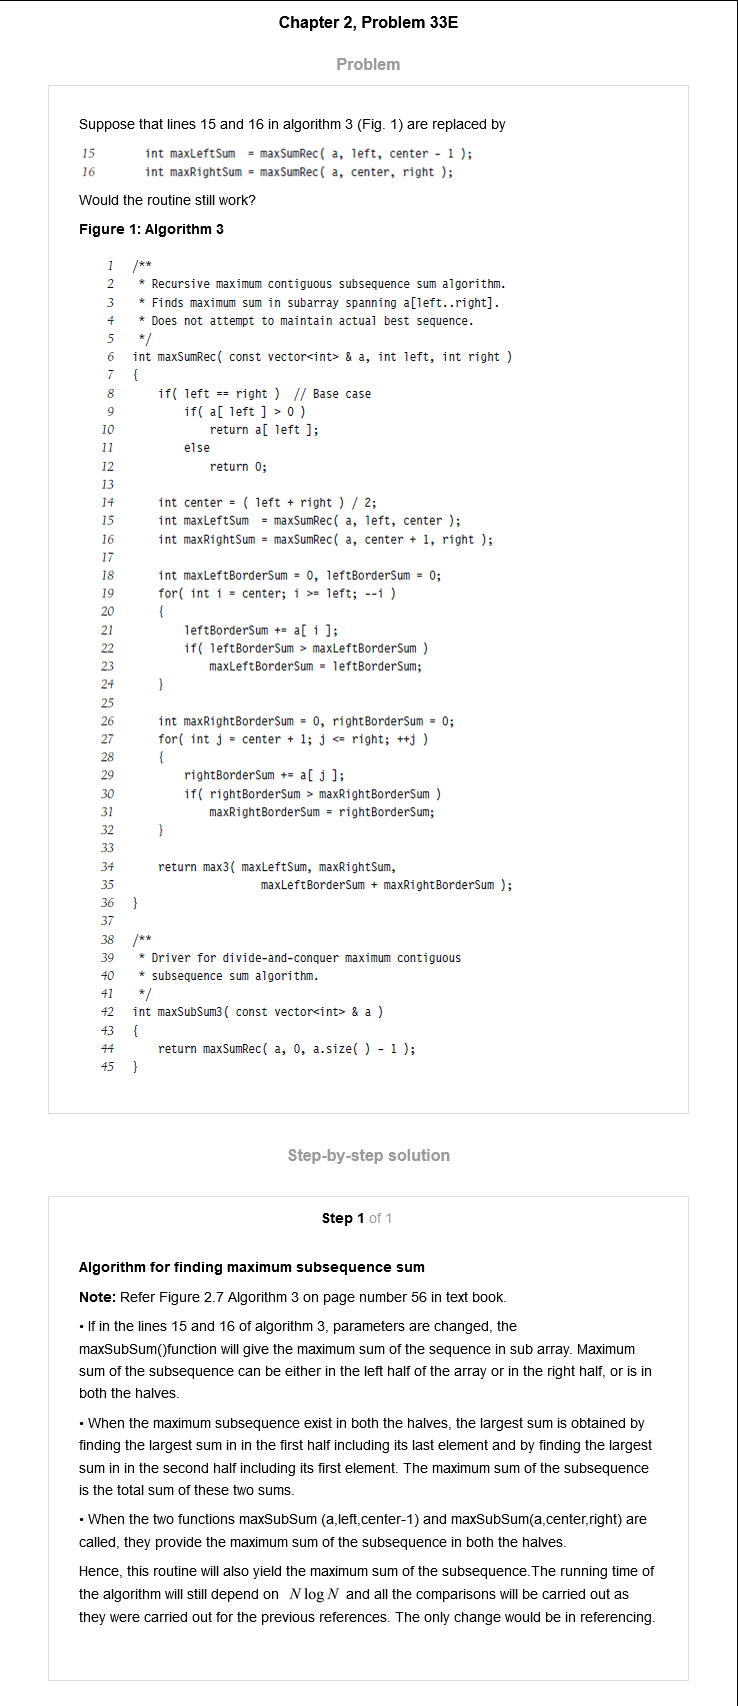 Chapter 2, Problem 33E
Problem
Suppose that lines 15 and 16 in algorithm 3 (Fig. 1) are replaced by
15 int maxLeftSum = maxSumRec( a, left, center - 1 );
16 int maxRightSum = maxSumRec( a, center, right );
Would the routine still work?
Figure 1: Algorithm 3
1 /**
2 * Recursive maximum contiguous subsequence sum algorithm.
3 * Finds maximum sum in subarray spanning a[left..right].
4 * Does not attempt to maintain actual best sequence.
5 */
6 int maxSumRec( const vector<int> & a, int left, int right )
7 {
8 if( left == right ) // Base case
9 if( a[ left ] > 0 )
10 return a[ left ];
11 else
12 return 0;
13
14 int center = ( left + right ) / 2;
15 int maxLeftSum = maxSumRec( a, left, center );
16 int maxRightSum = maxSumRec( a, center + 1, right );
17
18 int maxLeftBorderSum = 0, leftBorderSum = 0;
19 for( int i = center; i >= left; --i )
20 {
21 leftBorderSum += a[ i ];
22 if( leftBorderSum > maxLeftBorderSum )
23 maxLeftBorderSum = leftBorderSum;
24 }
25
26 int maxRightBorderSum = 0, rightBorderSum = 0;
27 for( int j = center + 1; j <= right; ++j )
28 {
29 rightBorderSum += a[ j ];
30 if( rightBorderSum > maxRightBorderSum )
31 maxRightBorderSum = rightBorderSum;
32 }
33
34 return max3( maxLeftSum, maxRightSum,
35 maxLeftBorderSum + maxRightBorderSum );
36 }
37
38 /**
39 * Driver for divide-and-conquer maximum contiguous
40 * subsequence sum algorithm.
41 */
42 int maxSubSum3( const vector<int> & a )
43 {
44 return maxSumRec( a, 0, a.size( ) - 1 );
45 }
Step-by-step solution
Step 1 of 1
Algorithm for finding maximum subsequence sum
Note: Refer Figure 2.7 Algorithm 3 on page number 56 in text book.
• If in the lines 15 and 16 of algorithm 3, parameters are changed, the
maxSubSum()function will give the maximum sum of the sequence in sub array. Maximum
sum of the subsequence can be either in the left half of the array or in the right half, or is in
both the halves.
• When the maximum subsequence exist in both the halves, the largest sum is obtained by
finding the largest sum in in the first half including its last element and by finding the largest
sum in in the second half including its first element. The maximum sum of the subsequence
is the total sum of these two sums.
• When the two functions maxSubSum (a,left,center-1) and maxSubSum(a,center,right) are
called, they provide the maximum sum of the subsequence in both the halves.
Hence, this routine will also yield the maximum sum of the subsequence.The running time of
the algorithm will still depend on N log N and all the comparisons will be carried out as
they were carried out for the previous references. The only change would be in referencing.